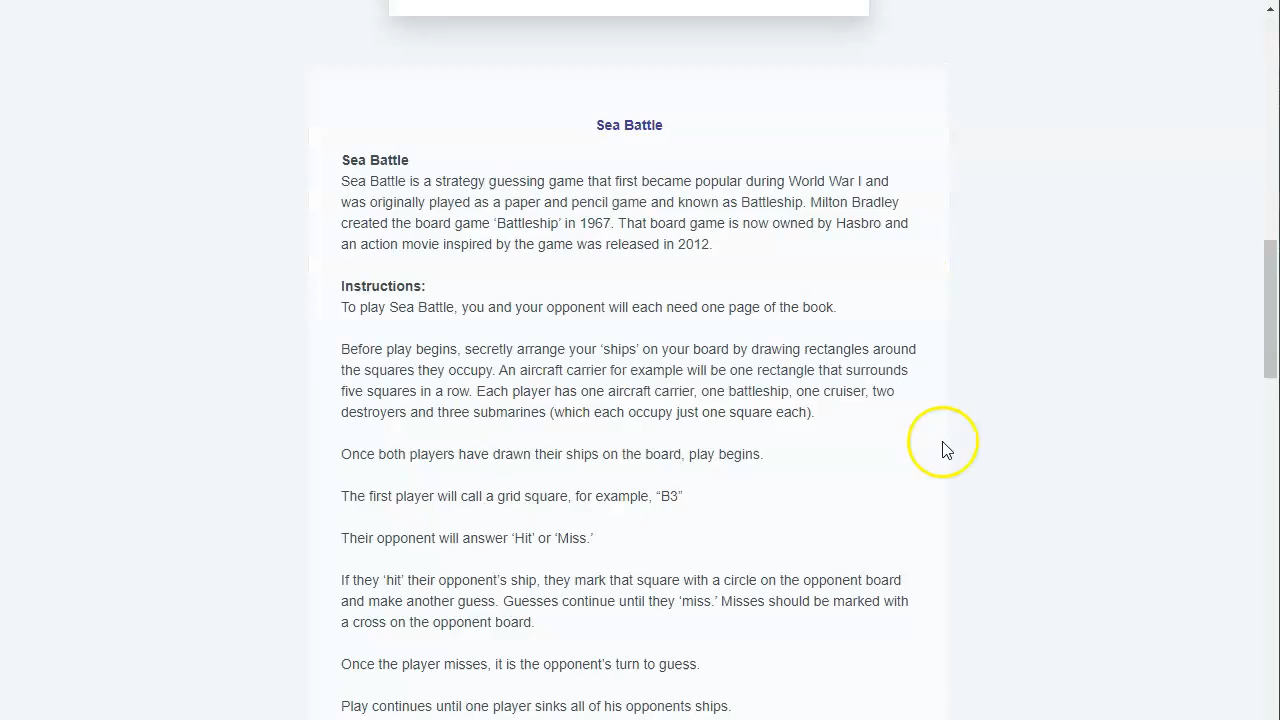 Sea Battle
Sea Battle
Sea Battle is a strategy guessing game that first became popular during World War I and
was originally played as a paper and pencil game and known as Battleship. Milton Bradley
created the board game ‘Battleship’ in 1967. That board game is now owned by Hasbro and
an action movie inspired by the game was released in 2012.
Instructions:
To play Sea Battle, you and your opponent will each need one page of the book.
Before play begins, secretly arrange your ‘ships’ on your board by drawing rectangles around
the squares they occupy. An aircraft carrier for example will be one rectangle that surrounds
five squares in a row. Each player has one aircraft carrier, one battleship, one cruiser, two
destroyers and three submarines (which each occupy just one square each).
Once both players have drawn their ships on the board, play begins.
The first player will call a grid square, for example, “B3”
Their opponent will answer ‘Hit’ or ‘Miss.’
If they ‘hit’ their opponent’s ship, they mark that square with a circle on the opponent board
and make another guess. Guesses continue until they ‘miss.’ Misses should be marked with
a cross on the opponent board.
Once the player misses, it is the opponent’s turn to guess.
Play continues until one player sinks all of his opponents ships.